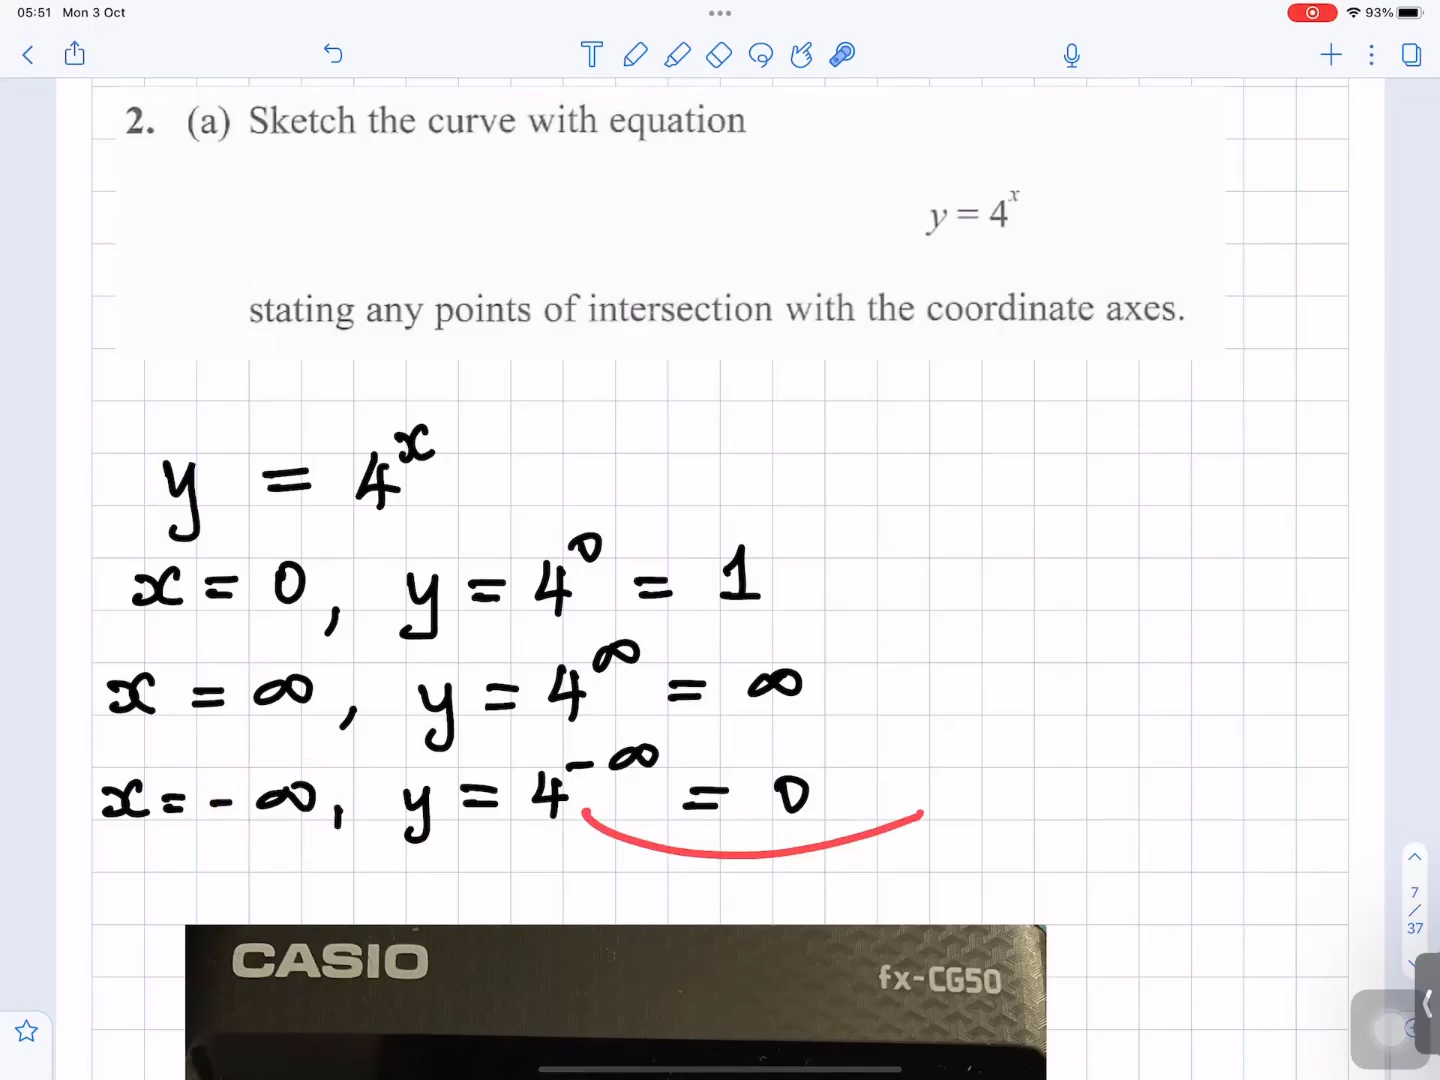 05:51 Mon 3 Oct 93%
2. (a) Sketch the curve with equation
y = 4^x
stating any points of intersection with the coordinate axes.
y = 4^x
x = 0, y = 4^0 = 1
x = ∞, y = 4^∞ = ∞
x = -∞, y = 4^-∞ = 0
7
/
37
CASIO
fx-CG50